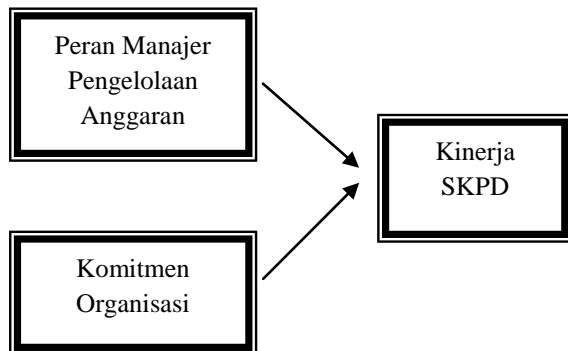 Peran Manajer
Pengelolaan
Anggaran
Kinerja
SKPD
Komitmen
Organisasi